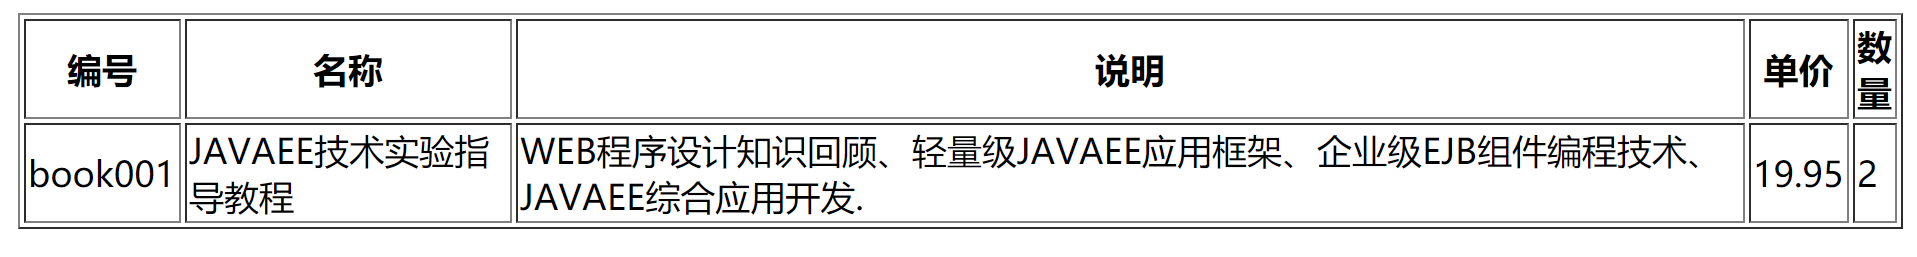 编号 名称 说明 单价 数量
book001 JAVAEE技术实验指 WEB程序设计知识回顾、轻量级JAVAEE应用框架、企业级EJB组件编程技术、 19.95 2
导教程 JAVAEE综合应用开发.